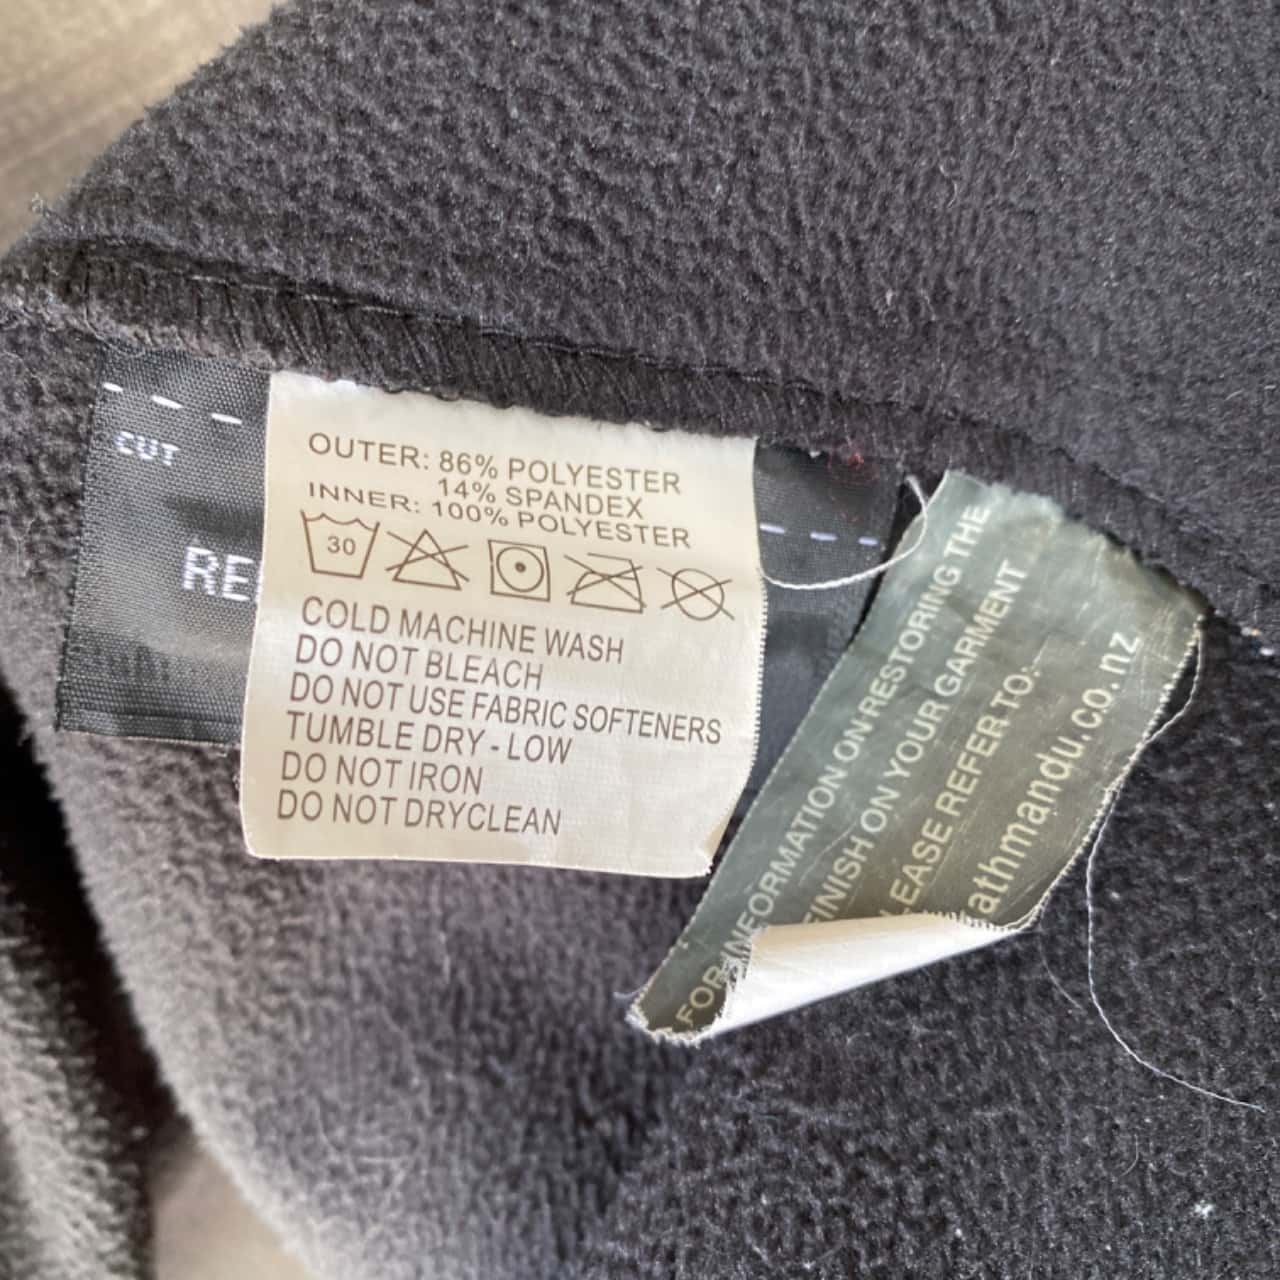 CUT
RE
OUTER: 86% POLYESTER
14% SPANDEX
INNER: 100% POLYESTER
30
COLD MACHINE WASH
DO NOT BLEACH
DO NOT USE FABRIC SOFTENERS
TUMBLE DRY - LOW
DO NOT IRON
DO NOT DRYCLEAN
FOR INFORMATION ON RESTORING THE
FINISH ON YOUR GARMENT
LEASE REFER TO:
athmandu.co.nz